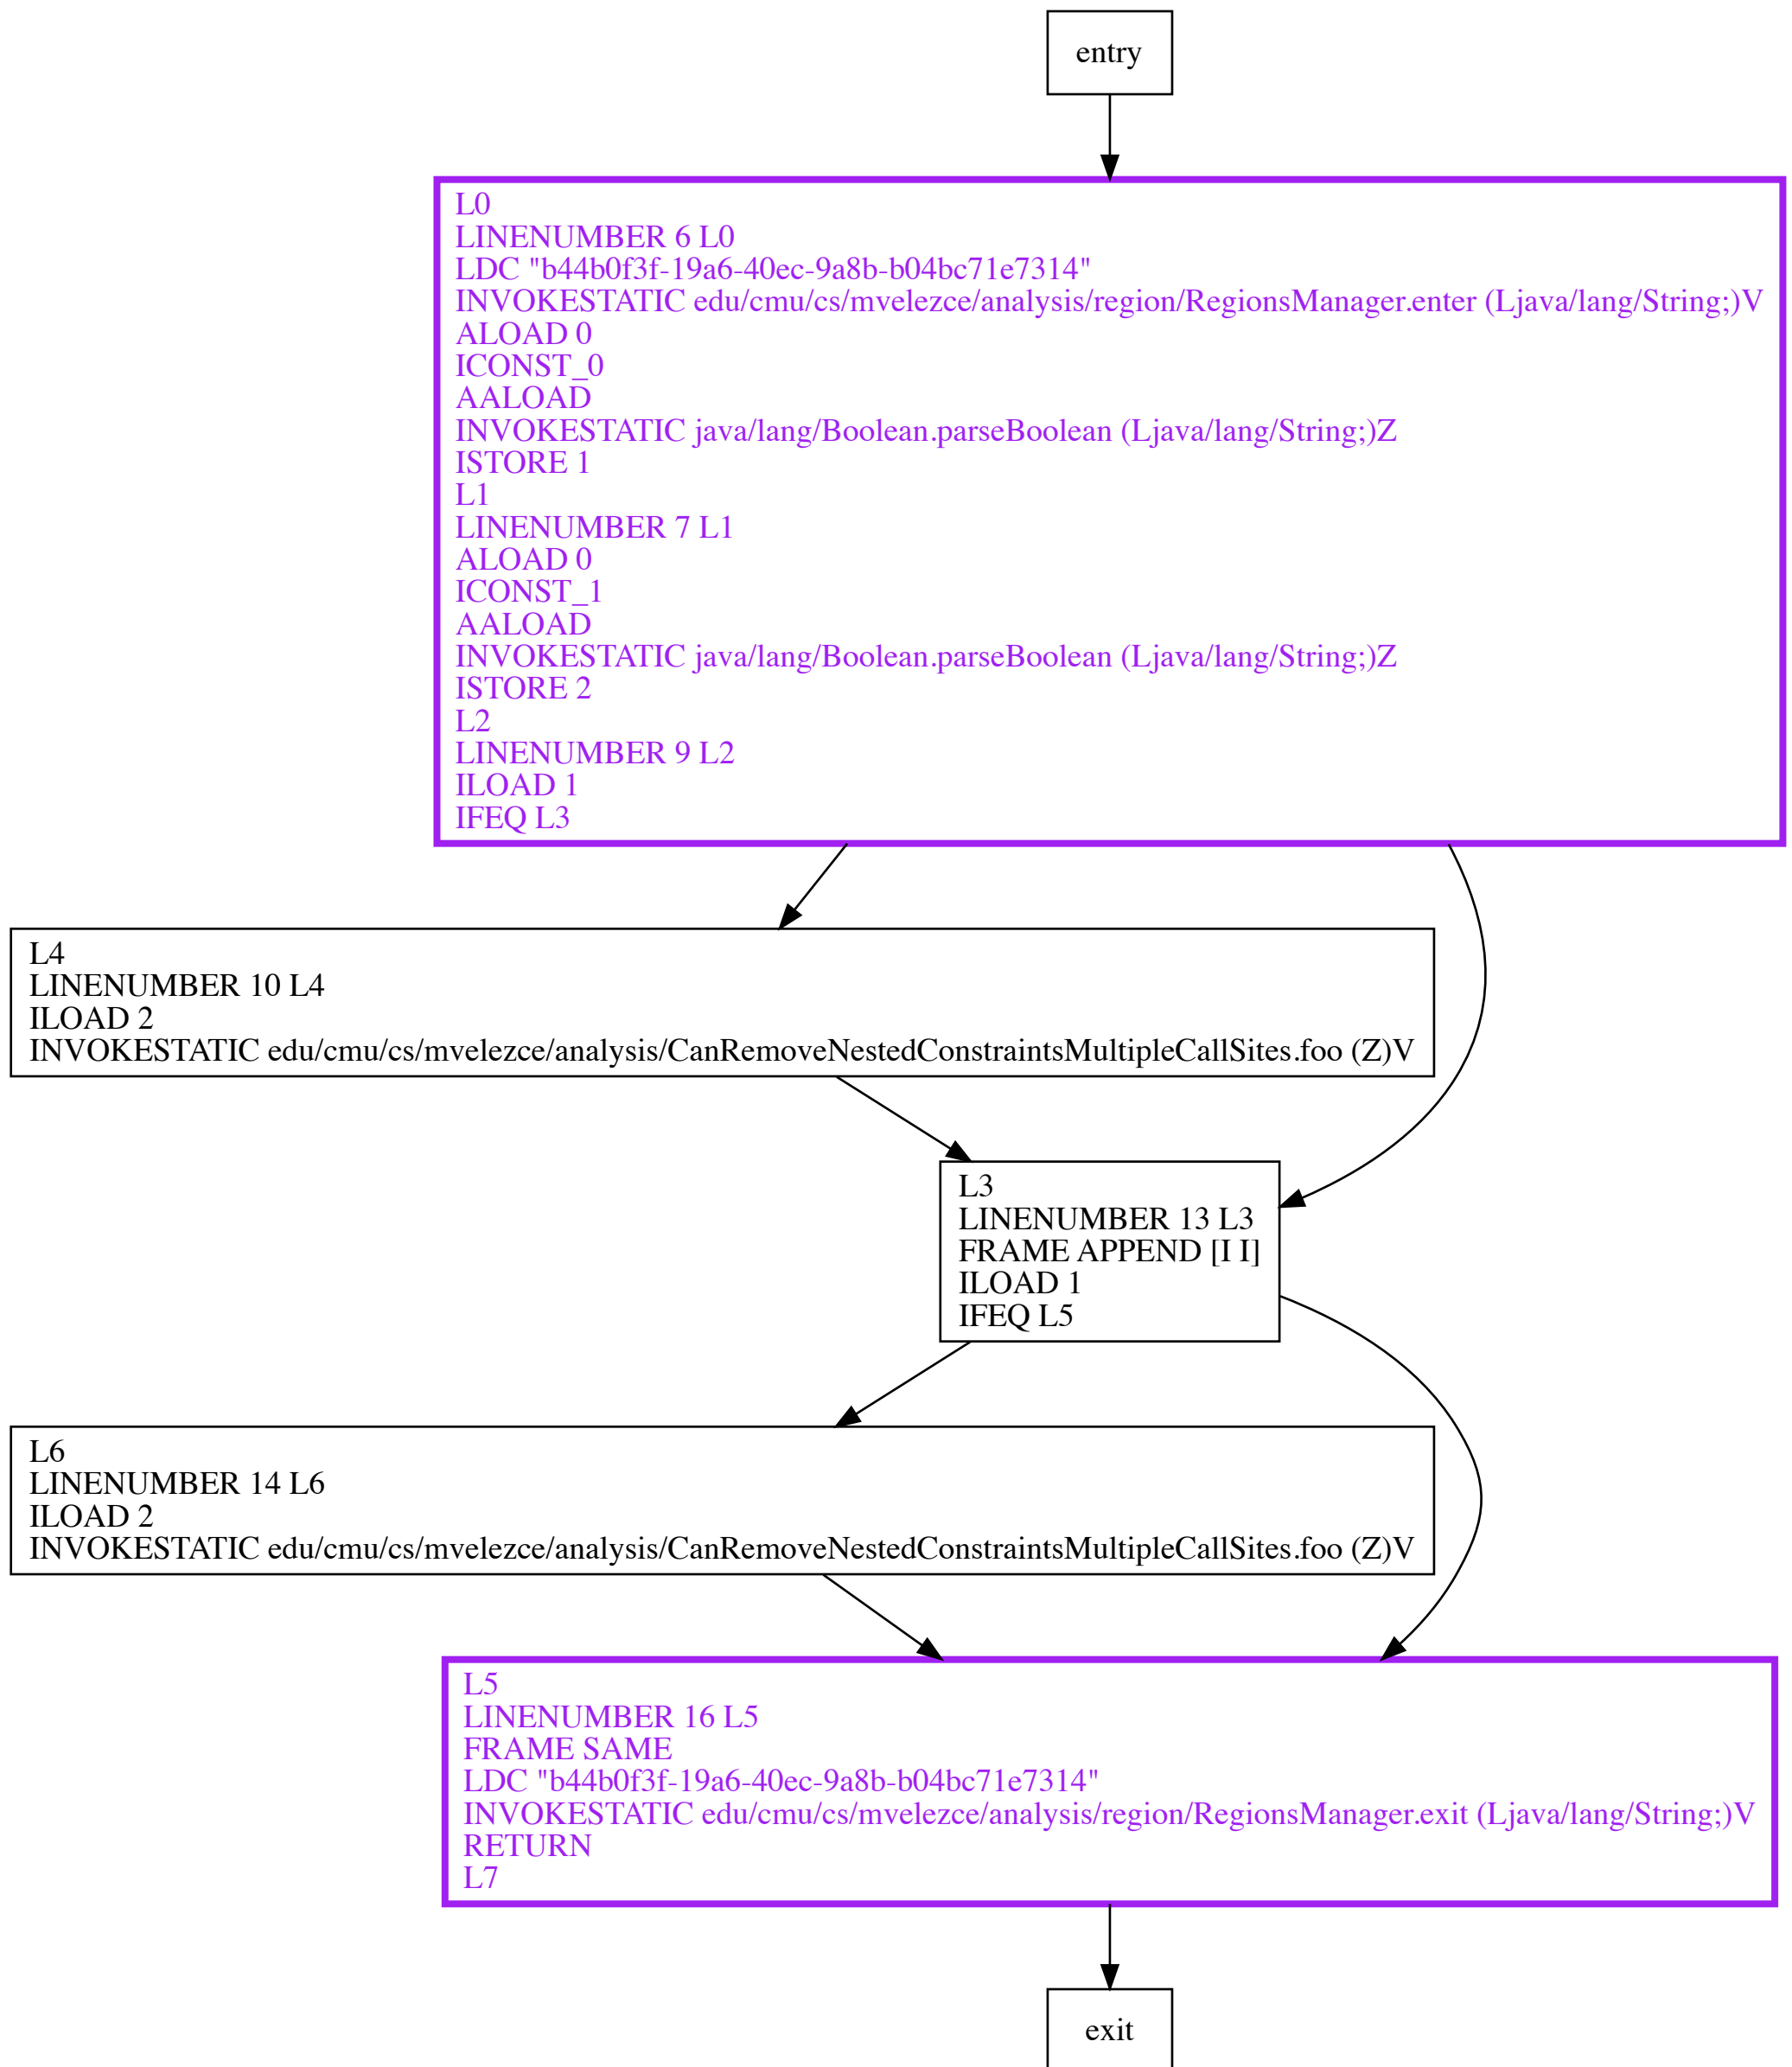 entry
L0
LINENUMBER 6 L0
LDC "b44b0f3f-19a6-40ec-9a8b-b04bc71e7314"
INVOKESTATIC edu/cmu/cs/mvelezce/analysis/region/RegionsManager.enter (Ljava/lang/String;)V
ALOAD 0
ICONST_0
AALOAD
INVOKESTATIC java/lang/Boolean.parseBoolean (Ljava/lang/String;)Z
ISTORE 1
L1
LINENUMBER 7 L1
ALOAD 0
ICONST_1
AALOAD
INVOKESTATIC java/lang/Boolean.parseBoolean (Ljava/lang/String;)Z
ISTORE 2
L2
LINENUMBER 9 L2
ILOAD 1
IFEQ L3
L4
LINENUMBER 10 L4
ILOAD 2
INVOKESTATIC edu/cmu/cs/mvelezce/analysis/CanRemoveNestedConstraintsMultipleCallSites.foo (Z)V
L3
LINENUMBER 13 L3
FRAME APPEND [I I]
ILOAD 1
IFEQ L5
L6
LINENUMBER 14 L6
ILOAD 2
INVOKESTATIC edu/cmu/cs/mvelezce/analysis/CanRemoveNestedConstraintsMultipleCallSites.foo (Z)V
L5
LINENUMBER 16 L5
FRAME SAME
LDC "b44b0f3f-19a6-40ec-9a8b-b04bc71e7314"
INVOKESTATIC edu/cmu/cs/mvelezce/analysis/region/RegionsManager.exit (Ljava/lang/String;)V
RETURN
L7
exit